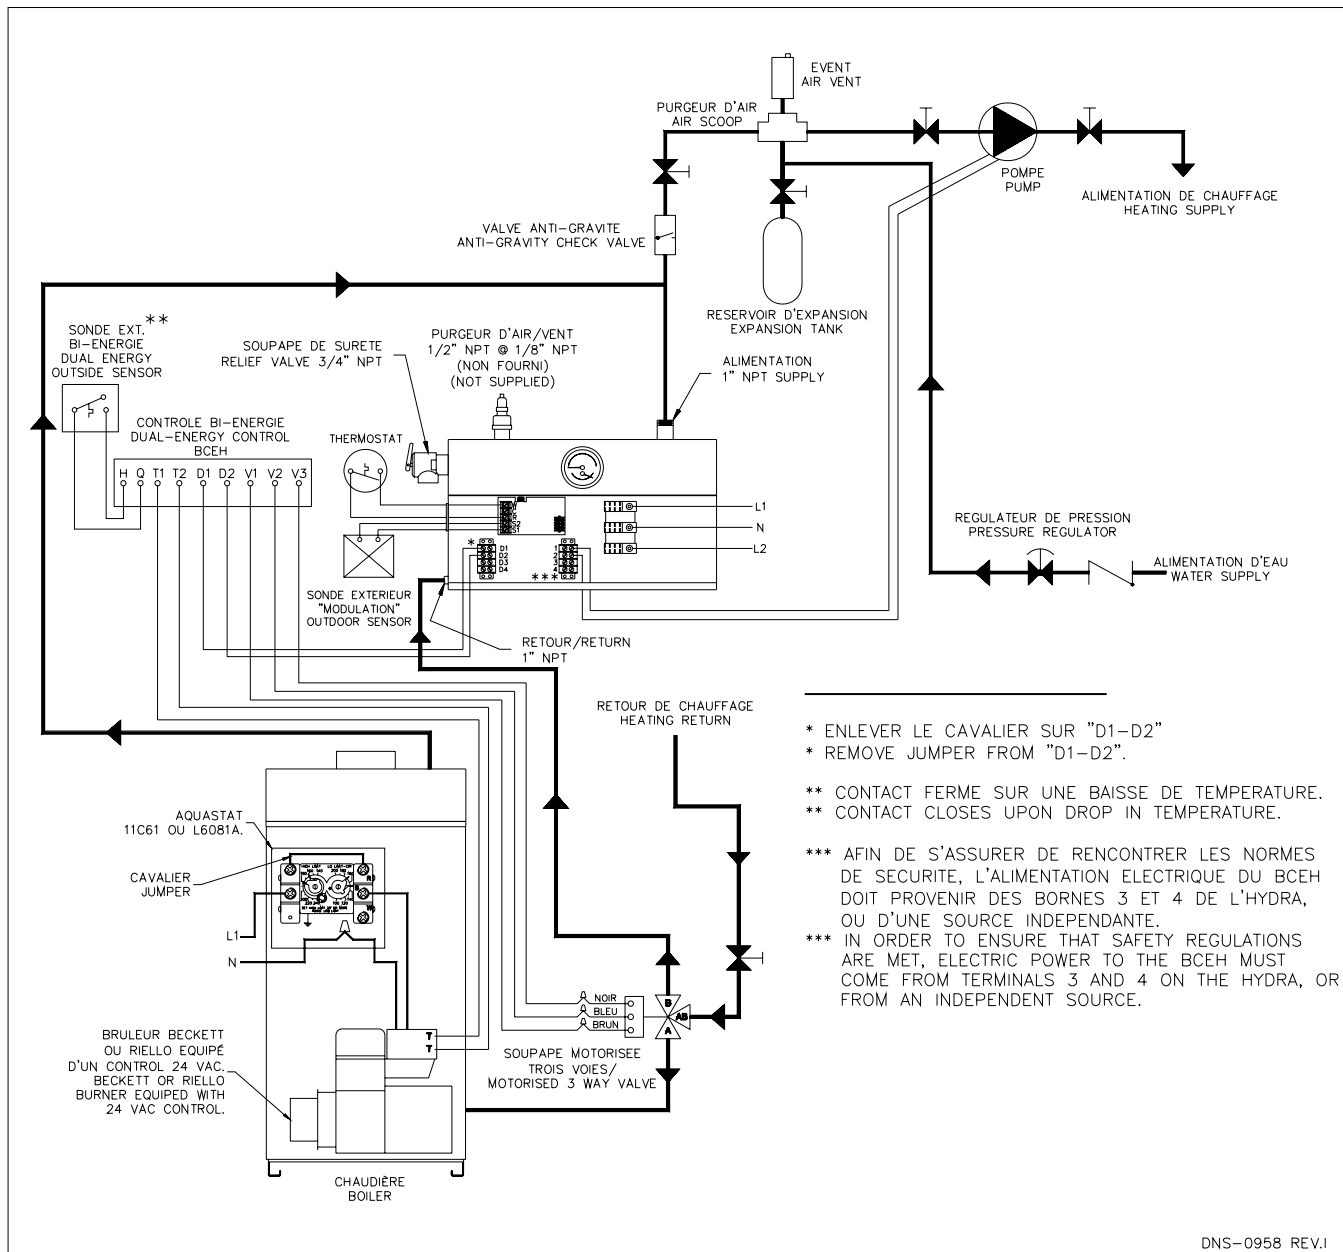 EVENT
AIR VENT
PURGEUR D'AIR
AIR SCOOP
POMPE
PUMP
ALIMENTATION DE CHAUFFAGE
HEATING SUPPLY
VALVE ANTI-GRAVITE
ANTI-GRAVITY CHECK VALVE
RESERVOIR D'EXPANSION
EXPANSION TANK
**
SONDE EXT.
BI-ENERGIE
DUAL ENERGY
OUTSIDE SENSOR
SOUPAPE DE SURETE
RELIEF VALVE 3/4" NPT
PURGEUR D'AIR/VENT
1/2" NPT @ 1/8" NPT
(NON FOURNI)
(NOT SUPPLIED)
ALIMENTATION
1" NPT SUPPLY
CONTROLE BI-ENERGIE
DUAL-ENERGY CONTROL
BCEH
H Q T1 T2 D1 D2 V1 V2 V3
THERMOSTAT
R
S2
S1
L1
N
L2
*
D1
D2
D3
D4
1
2
3
4
***
SONDE EXTERIEUR
"MODULATION"
OUTDOOR SENSOR
RETOUR/RETURN
1" NPT
REGULATEUR DE PRESSION
PRESSURE REGULATOR
ALIMENTATION D'EAU
WATER SUPPLY
RETOUR DE CHAUFFAGE
HEATING RETURN
* ENLEVER LE CAVALIER SUR "D1-D2"
* REMOVE JUMPER FROM "D1-D2".
** CONTACT FERME SUR UNE BAISSE DE TEMPERATURE.
** CONTACT CLOSES UPON DROP IN TEMPERATURE.
*** AFIN DE S'ASSURER DE RENCONTRER LES NORMES
DE SECURITE, L'ALIMENTATION ELECTRIQUE DU BCEH
DOIT PROVENIR DES BORNES 3 ET 4 DE L'HYDRA,
OU D'UNE SOURCE INDEPENDANTE.
*** IN ORDER TO ENSURE THAT SAFETY REGULATIONS
ARE MET, ELECTRIC POWER TO THE BCEH MUST
COME FROM TERMINALS 3 AND 4 ON THE HYDRA, OR
FROM AN INDEPENDENT SOURCE.
AQUASTAT
11C61 OU L6081A.
CAVALIER
JUMPER
L1
N
R
B
W
NOIR
BLEU
BRUN
B
AB
A
SOUPAPE MOTORISEE
TROIS VOIES/
MOTORISED 3 WAY VALVE
T
T
BRULEUR BECKETT
OU RIELLO EQUIPÉ
D'UN CONTROL 24 VAC.
BECKETT OR RIELLO
BURNER EQUIPED WITH
24 VAC CONTROL.
CHAUDIÈRE
BOILER
DNS-0958 REV.I